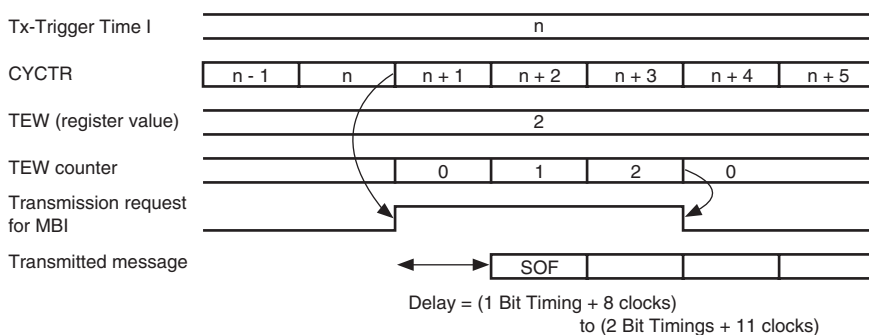 Tx-Trigger Time I
n
CYCTR
n - 1 n n + 1 n + 2 n + 3 n + 4 n + 5
TEW (register value)
2
TEW counter
0 1 2 0
Transmission request
for MBI
Transmitted message
SOF
Delay = (1 Bit Timing + 8 clocks)
to (2 Bit Timings + 11 clocks)